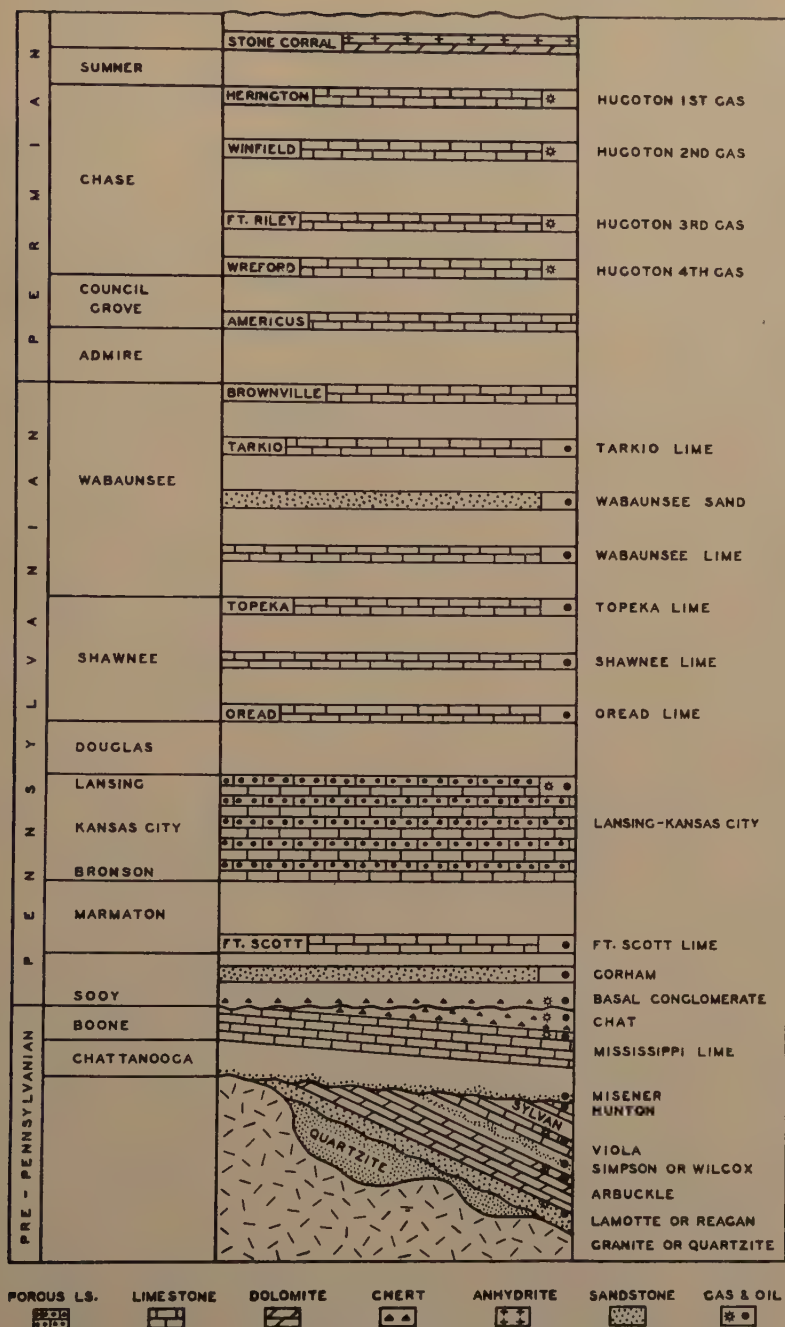 PERMIAN
STONE CORRAL
SUMNER
HERINGTON
HUGOTON 1ST GAS
WINFIELD
HUGOTON 2ND GAS
CHASE
FT. RILEY
HUGOTON 3RD GAS
WREFORD
HUGOTON 4TH GAS
COUNCIL
GROVE
AMERICUS
ADMIRE
PENNSYLVANIAN
BROWNVILLE
TARKIO
TARKIO LIME
WABAUNSEE
WABAUNSEE SAND
WABAUNSEE LIME
TOPEKA
TOPEKA LIME
SHAWNEE
SHAWNEE LIME
OREAD
OREAD LIME
DOUGLAS
LANSING
KANSAS CITY
LANSING-KANSAS CITY
BRONSON
MARMATON
FT. SCOTT
FT. SCOTT LIME
GORHAM
SOOY
BASAL CONGLOMERATE
PRE-PENNSYLVANIAN
BOONE
CHAT
MISSISSIPPI LIME
CHATTANOOGA
MISENER
SYLVAN
HUNTON
QUARTZITE
VIOLA
SIMPSON OR WILCOX
ARBUCKLE
LAMOTTE OR REAGAN
GRANITE OR QUARTZITE
POROUS LS. LIMESTONE DOLOMITE CHERT ANHYDRITE SANDSTONE GAS & OIL